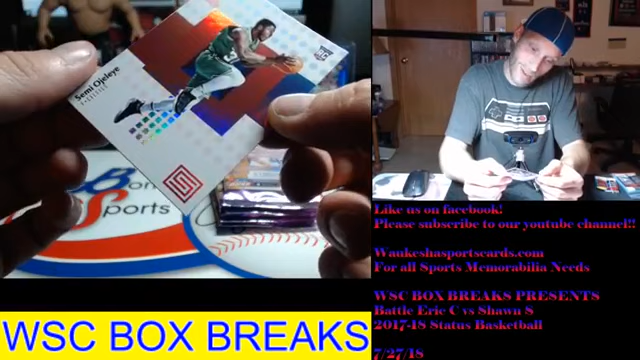 Semi Ojeleye
Sports
WSC BOX BREAKS
Like us on facebook!
Please subscribe to our youtube channel!!
Waukeshasportscards.com
For all Sports Memorabilia Needs
WSC BOX BREAKS PRESENTS
Battle Eric C vs Shawn S
2017-18 Status Basketball
7/27/18